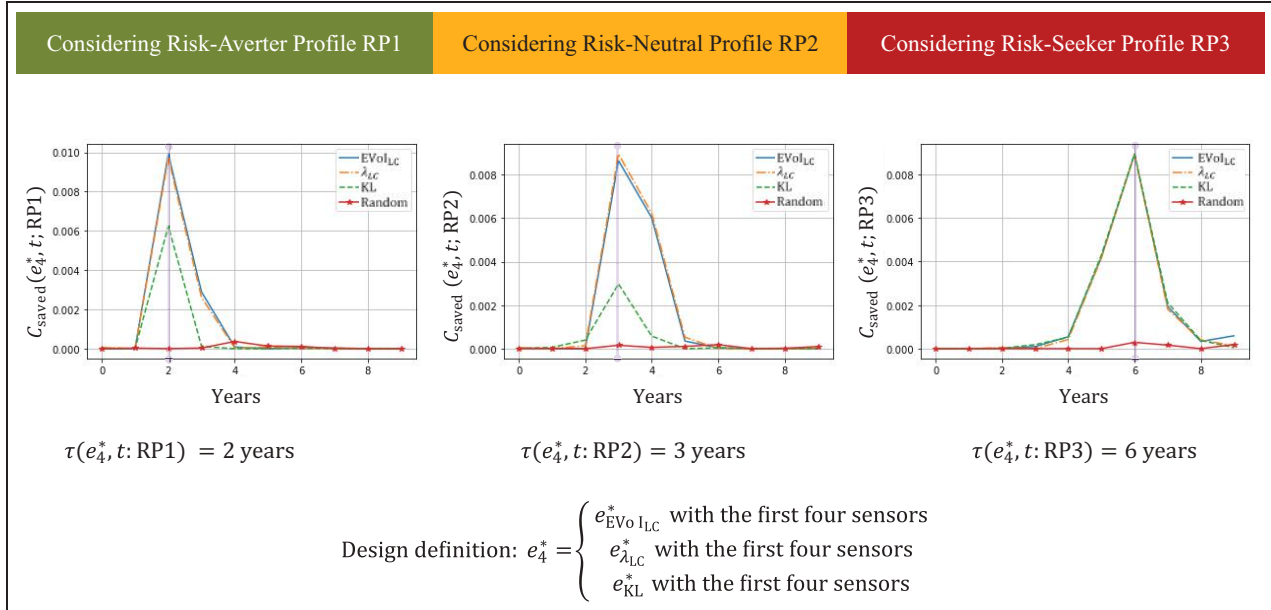 Considering Risk-Averter Profile RP1
Considering Risk-Neutral Profile RP2
Considering Risk-Seeker Profile RP3
C_saved (e*_4, t; RP1)
0.010
0.008
0.006
0.004
0.002
0.000
EVoI_LC
λ_LC
KL
Random
0 2 4 6 8
Years
C_saved (e*_4, t; RP2)
0.008
0.006
0.004
0.002
0.000
EVoI_LC
λ_LC
KL
Random
0 2 4 6 8
Years
C_saved (e*_4, t; RP3)
0.008
0.006
0.004
0.002
0.000
EVoI_LC
λ_LC
KL
Random
0 2 4 6 8
Years
τ(e*_4, t: RP1) = 2 years
τ(e*_4, t: RP2) = 3 years
τ(e*_4, t: RP3) = 6 years
Design definition: e*_4 = {
e*_EVo I_LC with the first four sensors
e*_λ_LC with the first four sensors
e*_KL with the first four sensors